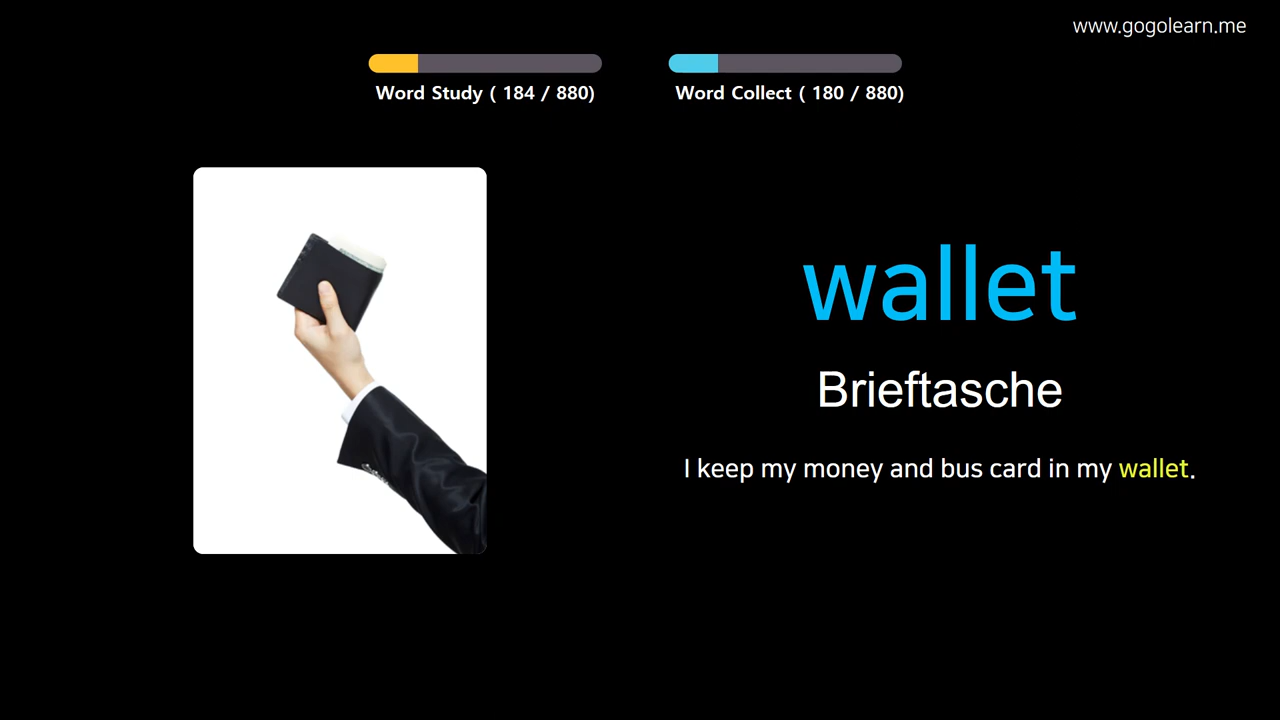 www.gogolearn.me
Word Study ( 184 / 880)
Word Collect ( 180 / 880)
wallet
Brieftasche
I keep my money and bus card in my wallet.